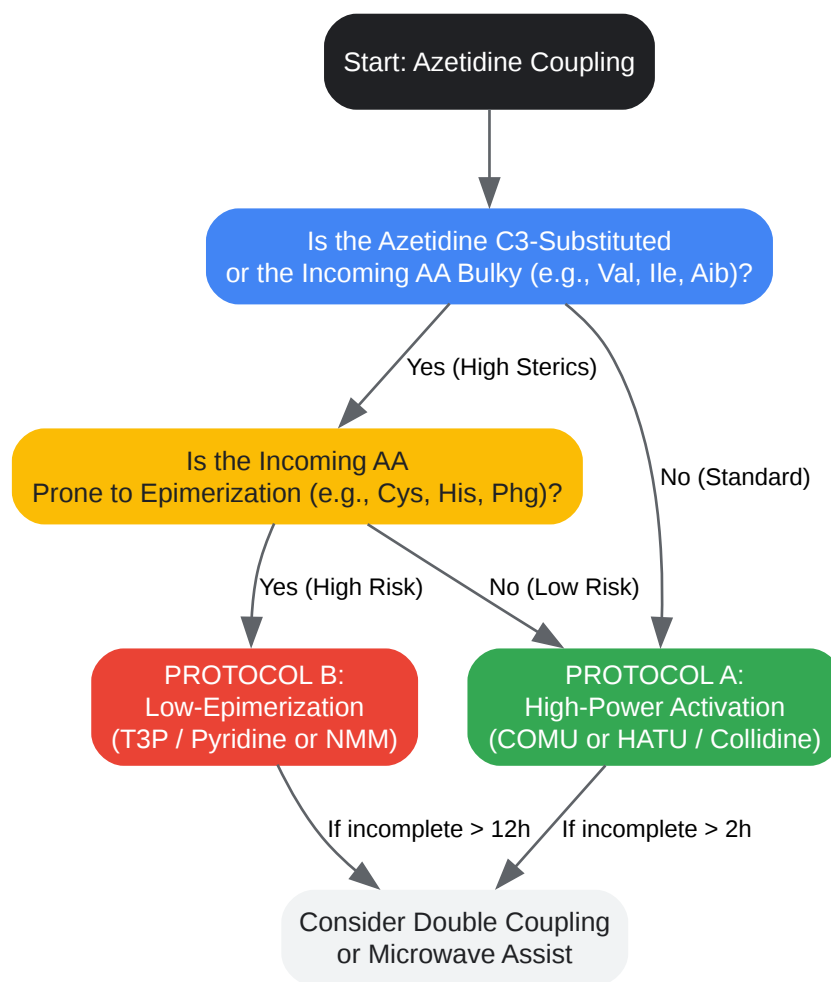 Start: Azetidine Coupling
Is the Azetidine C3-Substituted
or the Incoming AA Bulky (e.g., Val, Ile, Aib)?
Yes (High Sterics)
Is the Incoming AA
Prone to Epimerization (e.g., Cys, His, Phg)?
No (Standard)
Yes (High Risk)
No (Low Risk)
PROTOCOL B:
Low-Epimerization
(T3P / Pyridine or NMM)
PROTOCOL A:
High-Power Activation
(COMU or HATU / Collidine)
If incomplete > 12h
If incomplete > 2h
Consider Double Coupling
or Microwave Assist